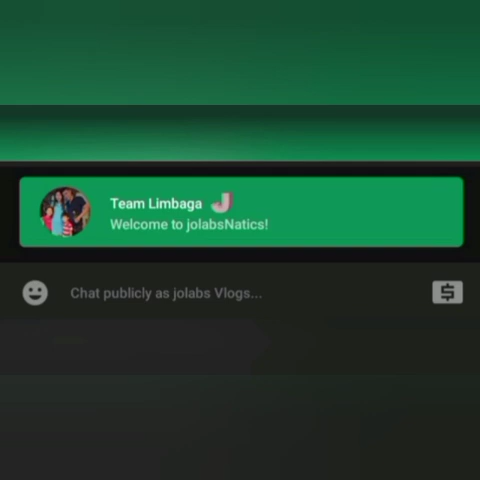 Team Limbaga
Welcome to jolabsNatics!
Chat publicly as jolabs Vlogs...